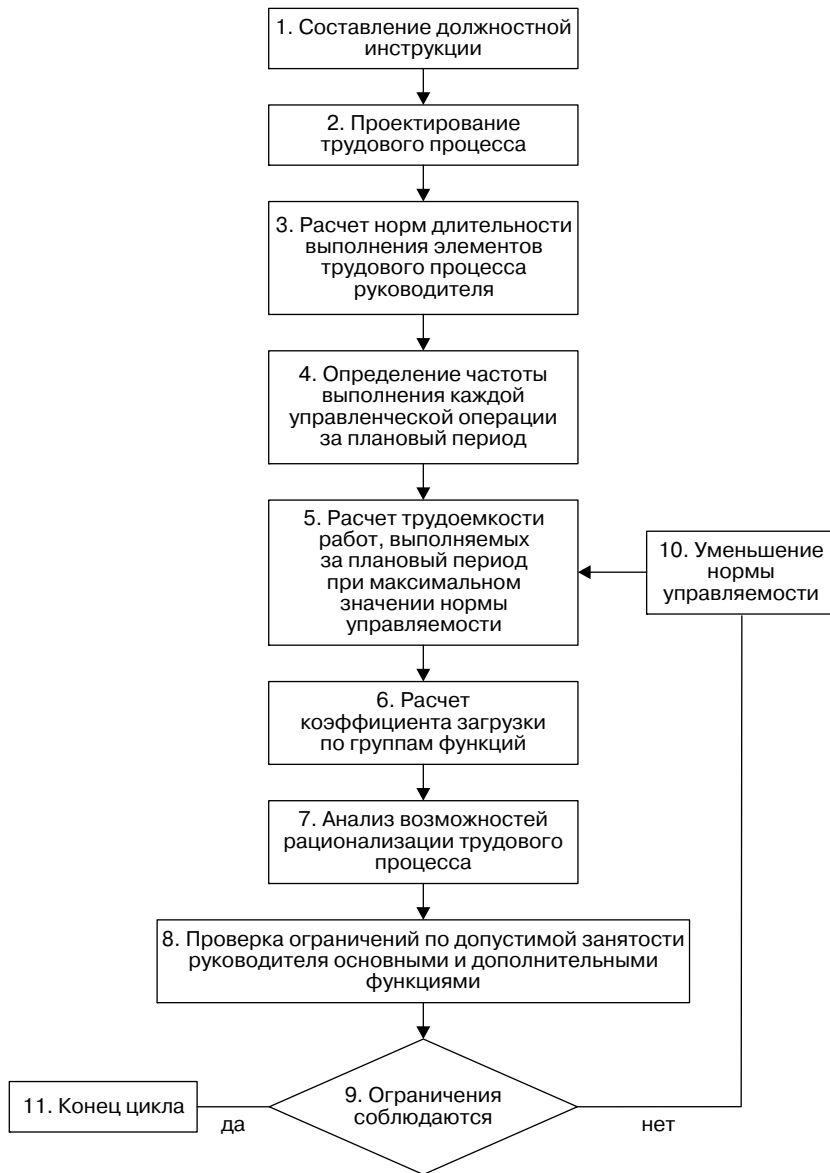 1. Составление должностной
инструкции
2. Проектирование
трудового процесса
3. Расчет норм длительности
выполнения элементов
трудового процесса
руководителя
4. Определение частоты
выполнения каждой
управленческой операции
за плановый период
5. Расчет трудоемкости
работ, выполняемых
за плановый период
при максимальном
значении нормы
управляемости
10. Уменьшение
нормы
управляемости
6. Расчет
коэффициента загрузки
по группам функций
7. Анализ возможностей
рационализации трудового
процесса
8. Проверка ограничений по допустимой занятости
руководителя основными и дополнительными
функциями
9. Ограничения
соблюдаются
11. Конец цикла
да
нет